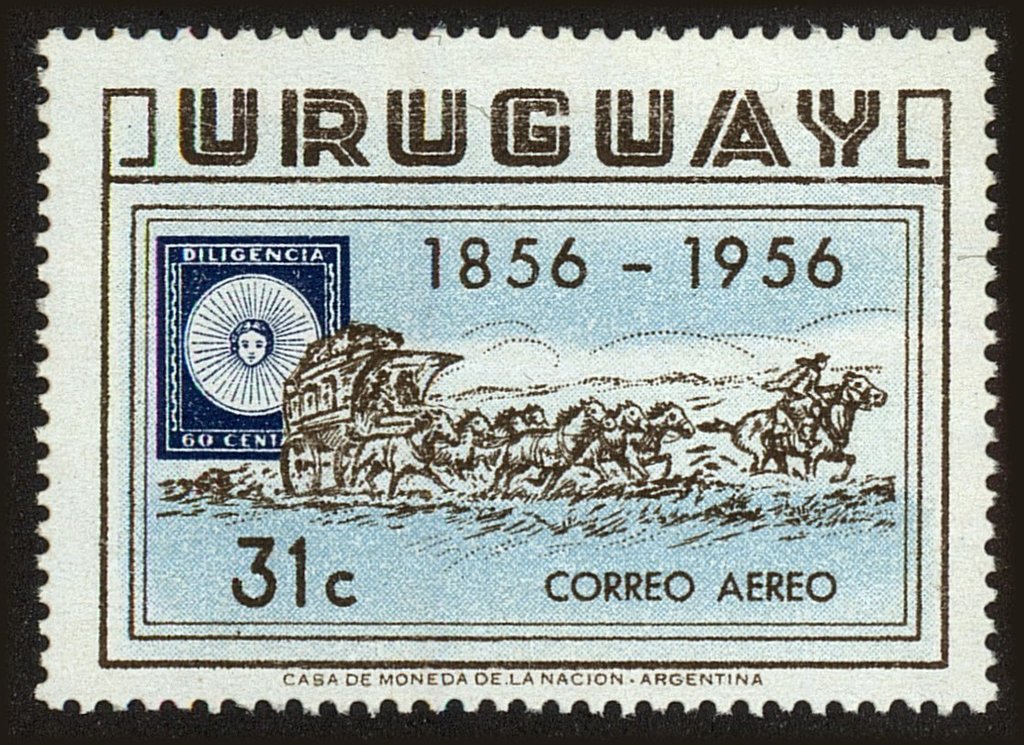 URUGUAY
1856 - 1956
DILIGENCIA
60 CENT
31c
CORREO AEREO
CASA DE MONEDA DE LA NACION - ARGENTINA